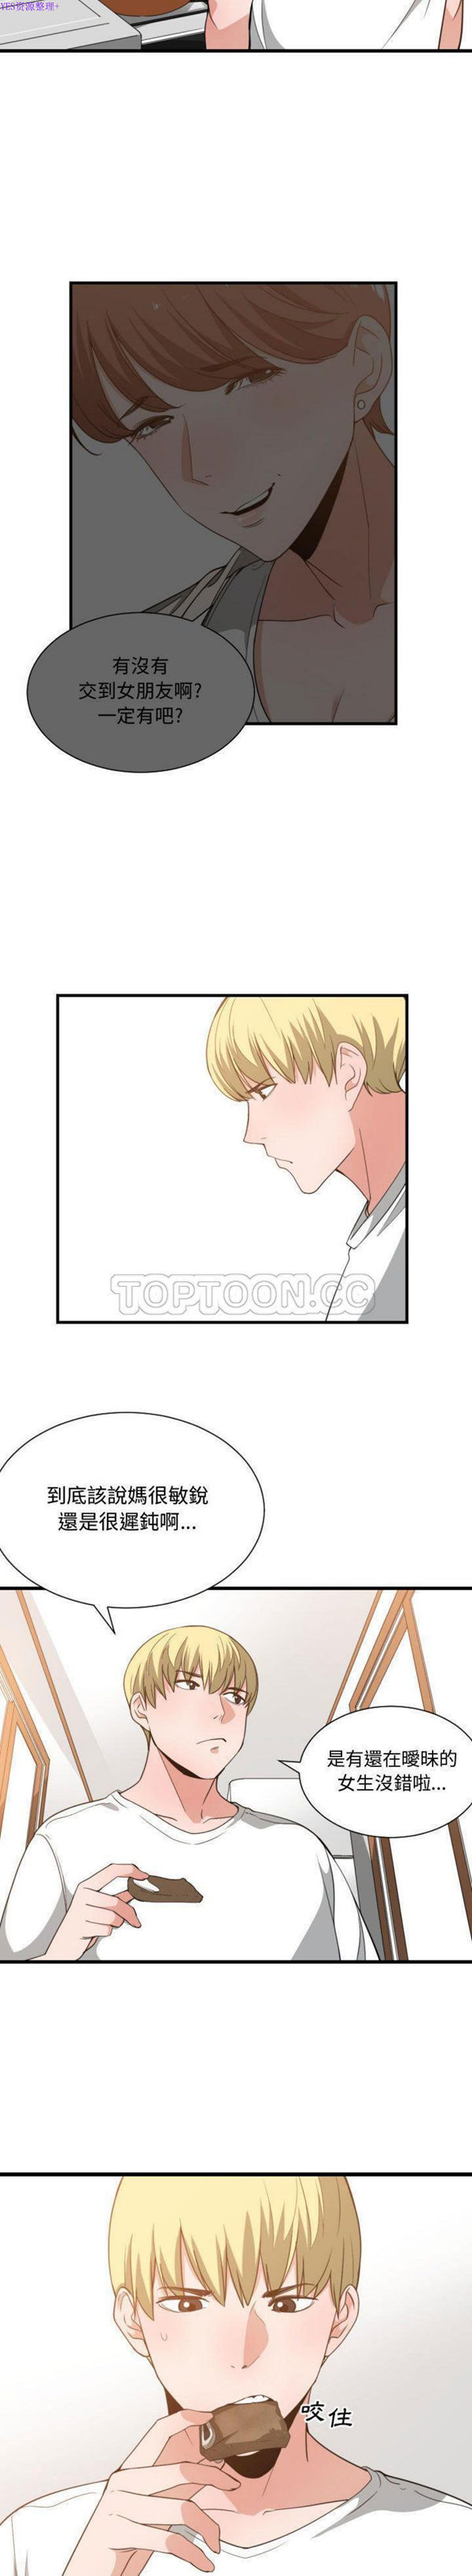 YES资源整理+
有沒有
交到女朋友啊?
一定有吧?
TOPTOON.CC
到底該說媽很敏銳
還是很遲鈍啊...
是有還在曖昧的
女生沒錯啦...
咬住